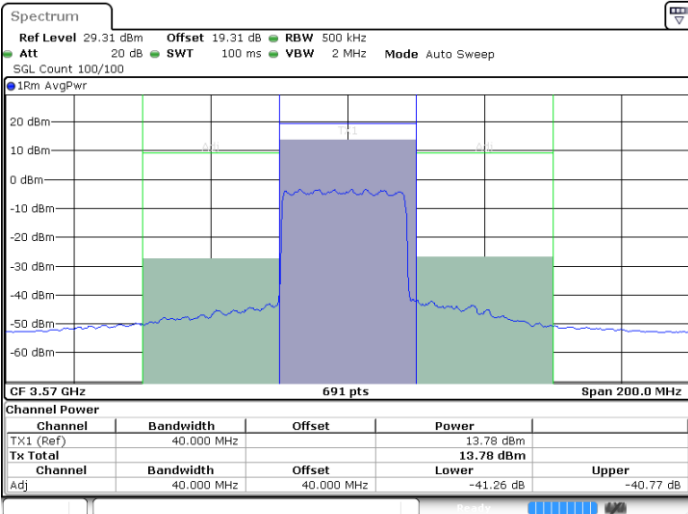 Spectrum
Ref Level 29.31 dBm Offset 19.31 dB RBW 500 kHz
Att 20 dB SWT 100 ms VBW 2 MHz Mode Auto Sweep
SGL Count 100/100
1Rm AvgPwr
20 dBm
TX1
10 dBm
Adj Adj
0 dBm
-10 dBm
-20 dBm
-30 dBm
-40 dBm
-50 dBm
-60 dBm
CF 3.57 GHz 691 pts Span 200.0 MHz
Channel Power
Channel Bandwidth Offset Power
TX1 (Ref) 40.000 MHz 13.78 dBm
Tx Total 13.78 dBm
Channel Bandwidth Offset Lower Upper
Adj 40.000 MHz 40.000 MHz -41.26 dB -40.77 dB
Ready